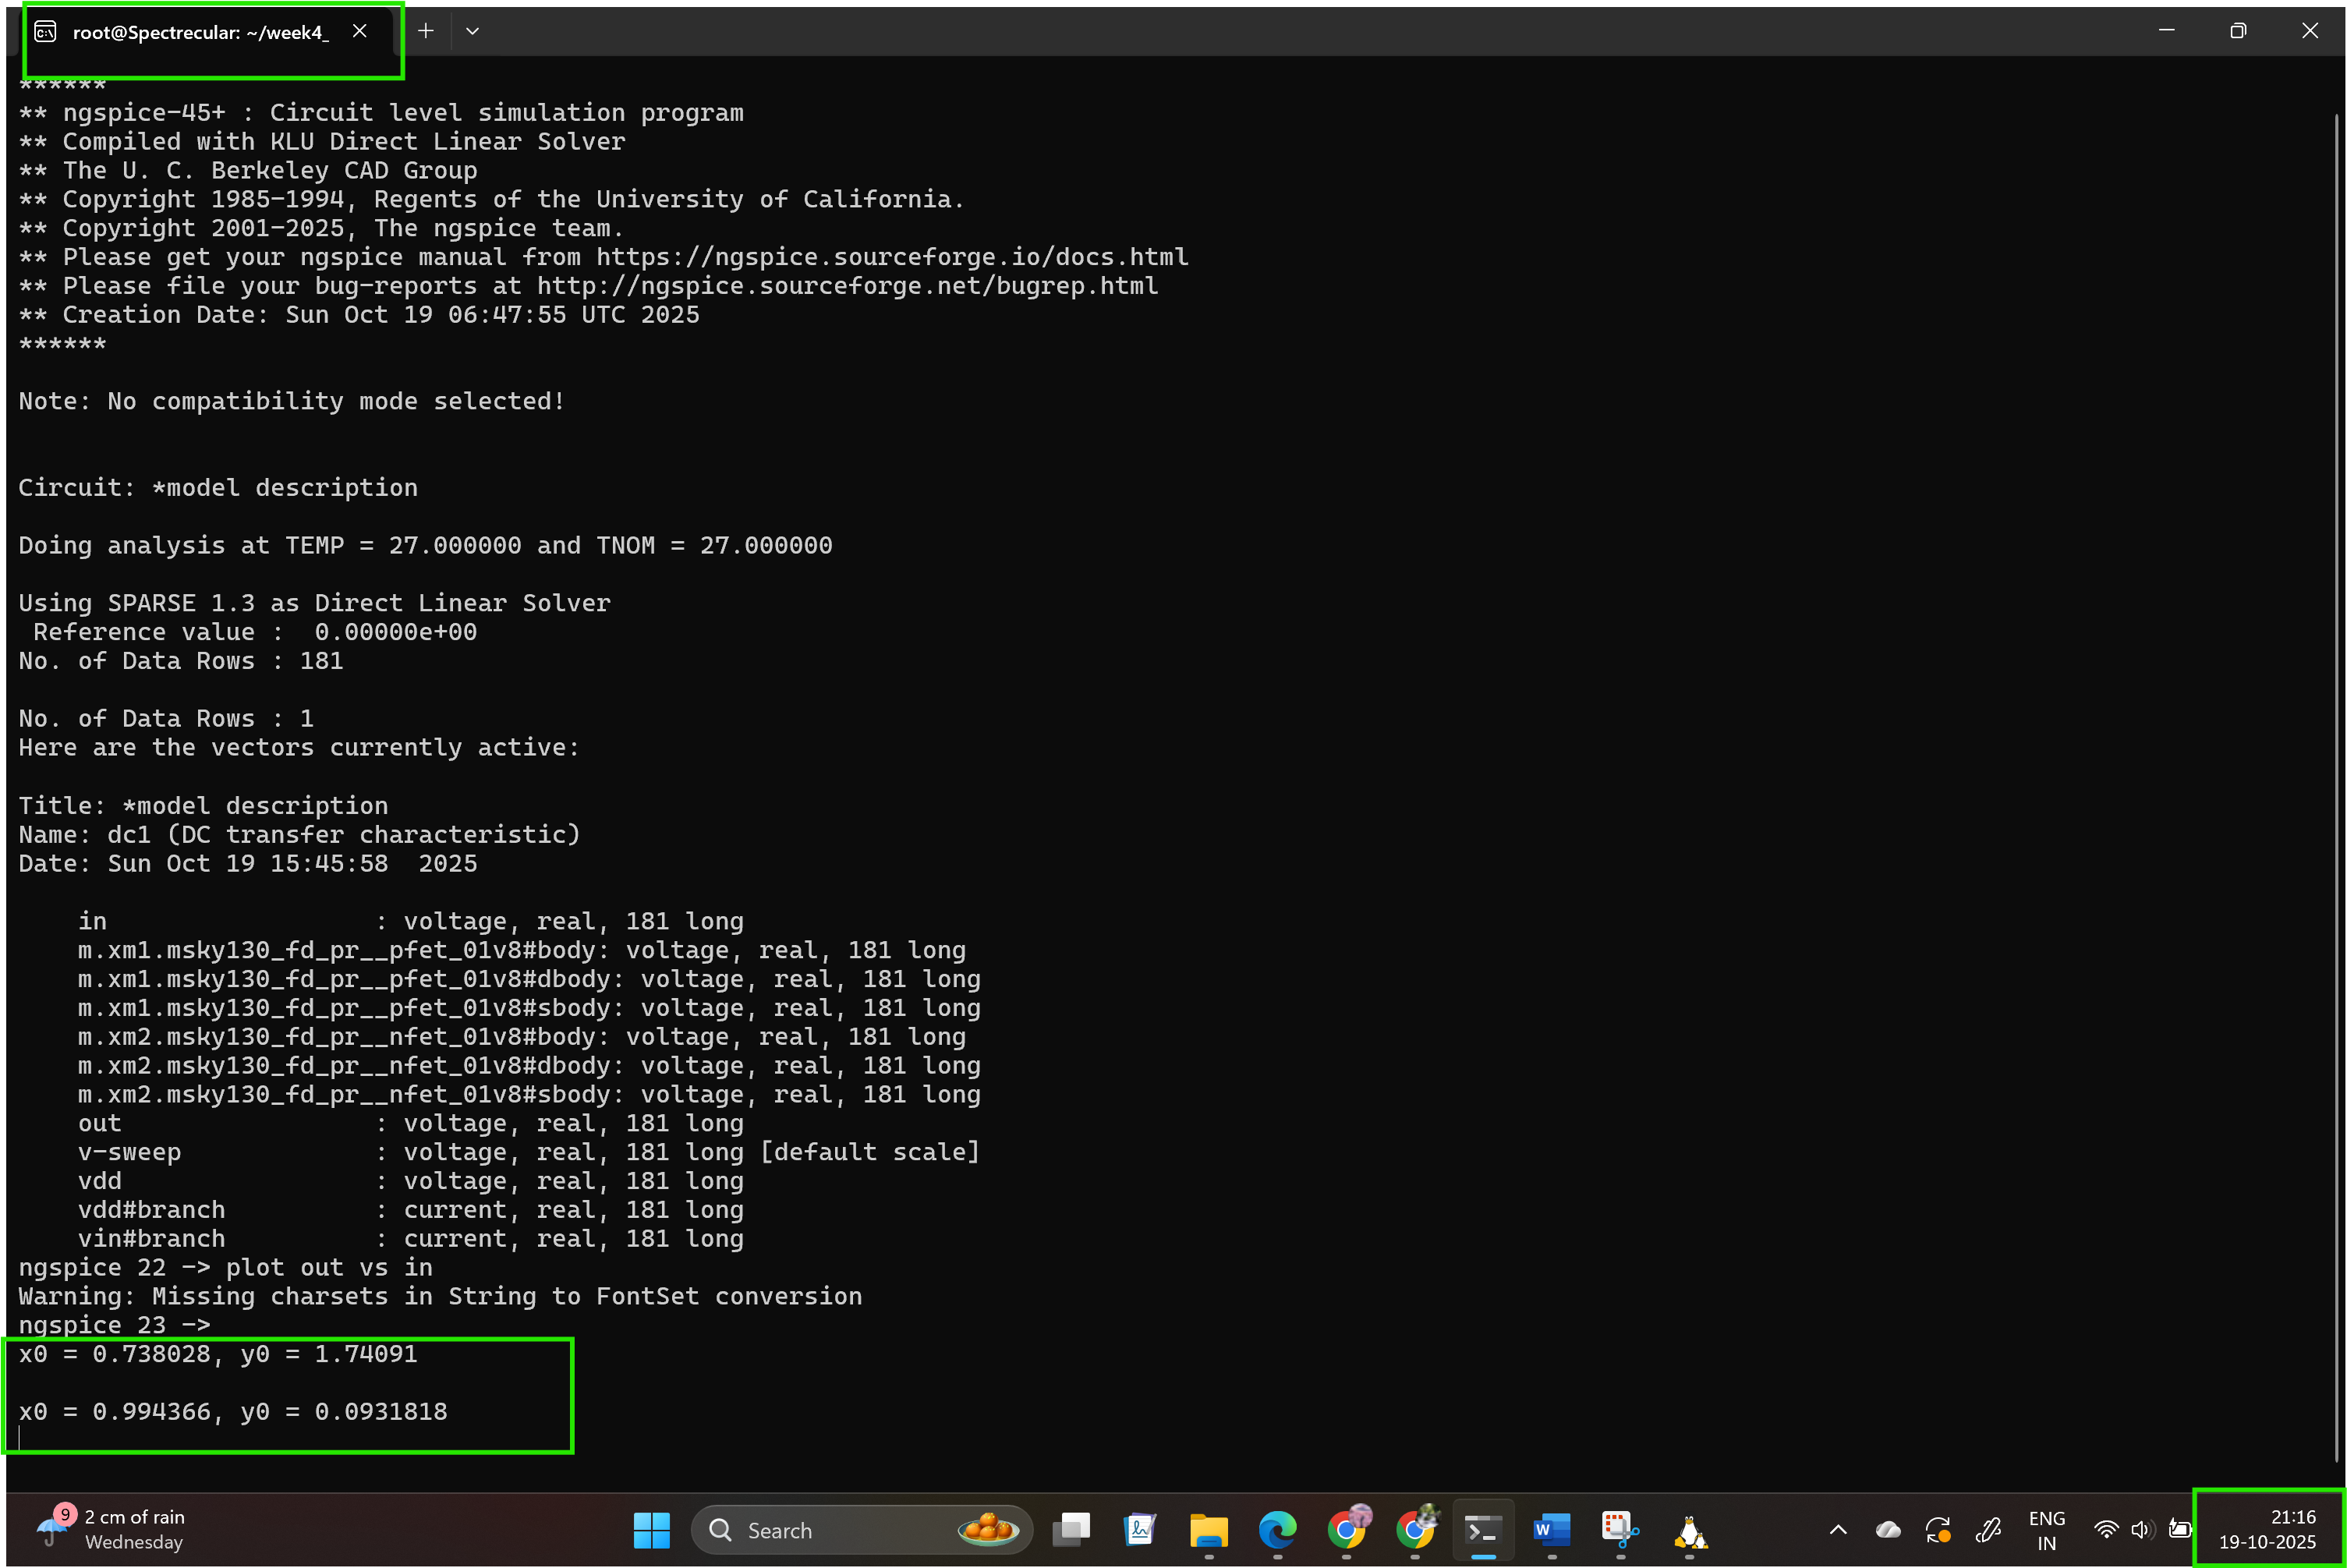 root@Spectrecular: ~/week4_
******
** ngspice-45+ : Circuit level simulation program
** Compiled with KLU Direct Linear Solver
** The U. C. Berkeley CAD Group
** Copyright 1985-1994, Regents of the University of California.
** Copyright 2001-2025, The ngspice team.
** Please get your ngspice manual from https://ngspice.sourceforge.io/docs.html
** Please file your bug-reports at http://ngspice.sourceforge.net/bugrep.html
** Creation Date: Sun Oct 19 06:47:55 UTC 2025
******
Note: No compatibility mode selected!
Circuit: *model description
Doing analysis at TEMP = 27.000000 and TNOM = 27.000000
Using SPARSE 1.3 as Direct Linear Solver
Reference value :  0.00000e+00
No. of Data Rows : 181
No. of Data Rows : 1
Here are the vectors currently active:
Title: *model description
Name: dc1 (DC transfer characteristic)
Date: Sun Oct 19 15:45:58  2025
in                  : voltage, real, 181 long
m.xm1.msky130_fd_pr__pfet_01v8#body: voltage, real, 181 long
m.xm1.msky130_fd_pr__pfet_01v8#dbody: voltage, real, 181 long
m.xm1.msky130_fd_pr__pfet_01v8#sbody: voltage, real, 181 long
m.xm2.msky130_fd_pr__nfet_01v8#body: voltage, real, 181 long
m.xm2.msky130_fd_pr__nfet_01v8#dbody: voltage, real, 181 long
m.xm2.msky130_fd_pr__nfet_01v8#sbody: voltage, real, 181 long
out                 : voltage, real, 181 long
v-sweep             : voltage, real, 181 long [default scale]
vdd                 : voltage, real, 181 long
vdd#branch          : current, real, 181 long
vin#branch          : current, real, 181 long
ngspice 22 -> plot out vs in
Warning: Missing charsets in String to FontSet conversion
ngspice 23 ->
x0 = 0.738028, y0 = 1.74091
x0 = 0.994366, y0 = 0.0931818
9
2 cm of rain
Wednesday
Search
ENG
IN
21:16
19-10-2025